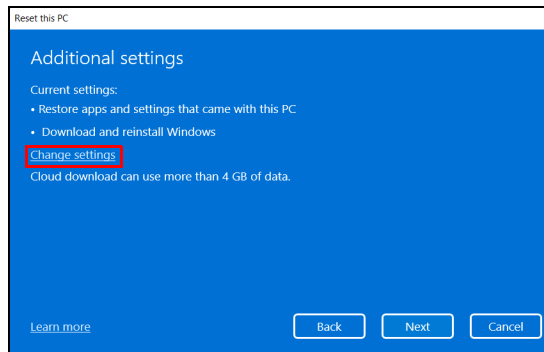 Reset this PC
Additional settings
Current settings:
• Restore apps and settings that came with this PC
• Download and reinstall Windows
Change settings
Cloud download can use more than 4 GB of data.
Learn more
Back
Next
Cancel